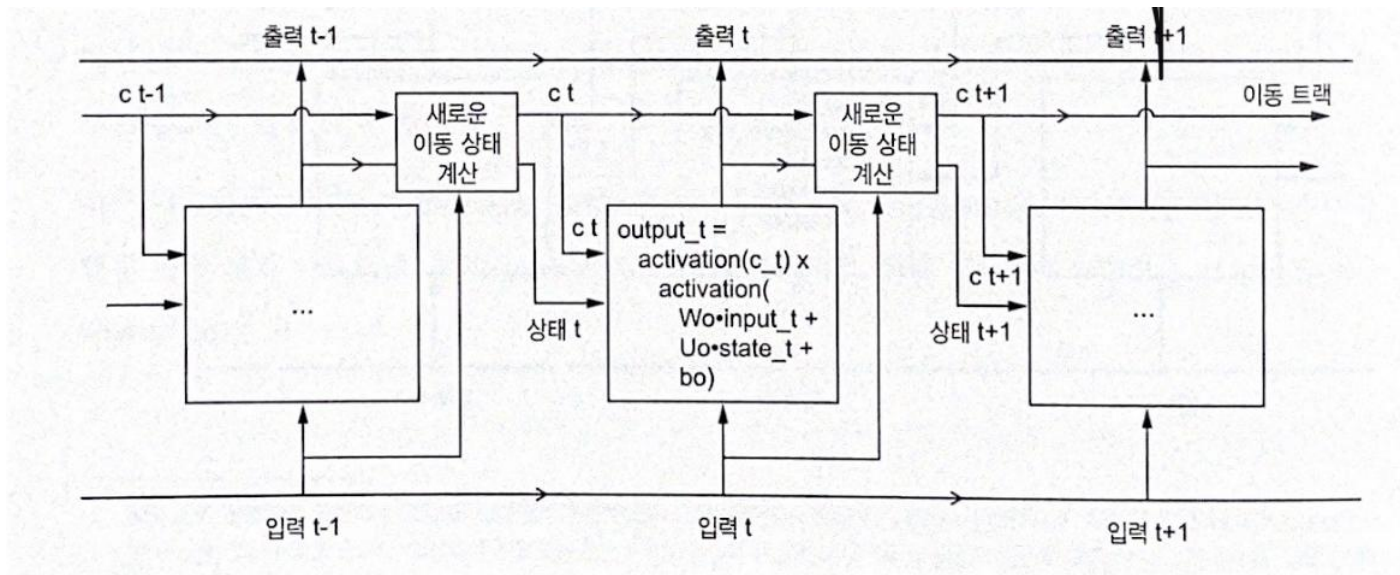 출력 t-1
출력 t
출력 t+1
c t-1
새로운
이동 상태
계산
c t
새로운
이동 상태
계산
c t+1
이동 트랙
...
c t
output_t =
activation(c_t) x
activation(
Wo•input_t +
Uo•state_t +
bo)
상태 t
c t+1
상태 t+1
...
입력 t-1
입력 t
입력 t+1